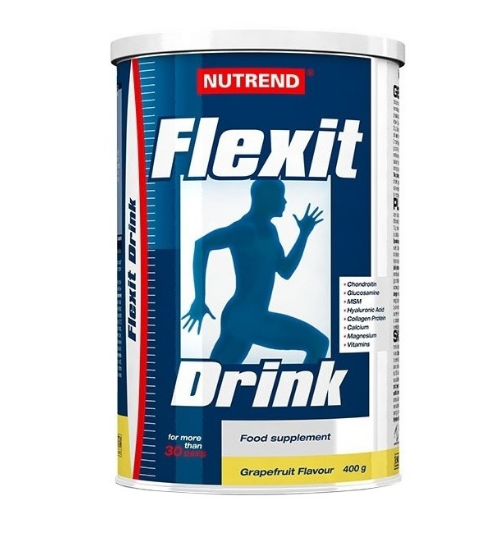 NUTREND®
Flexit
Drink
Flexit Drink
• Chondroitin
• Glucosamine
• MSM
• Hyaluronic Acid
• Collagen Protein
• Calcium
• Magnesium
• Vitamins
for more
than
30 DAYS
Food supplement
Grapefruit Flavour 400 g